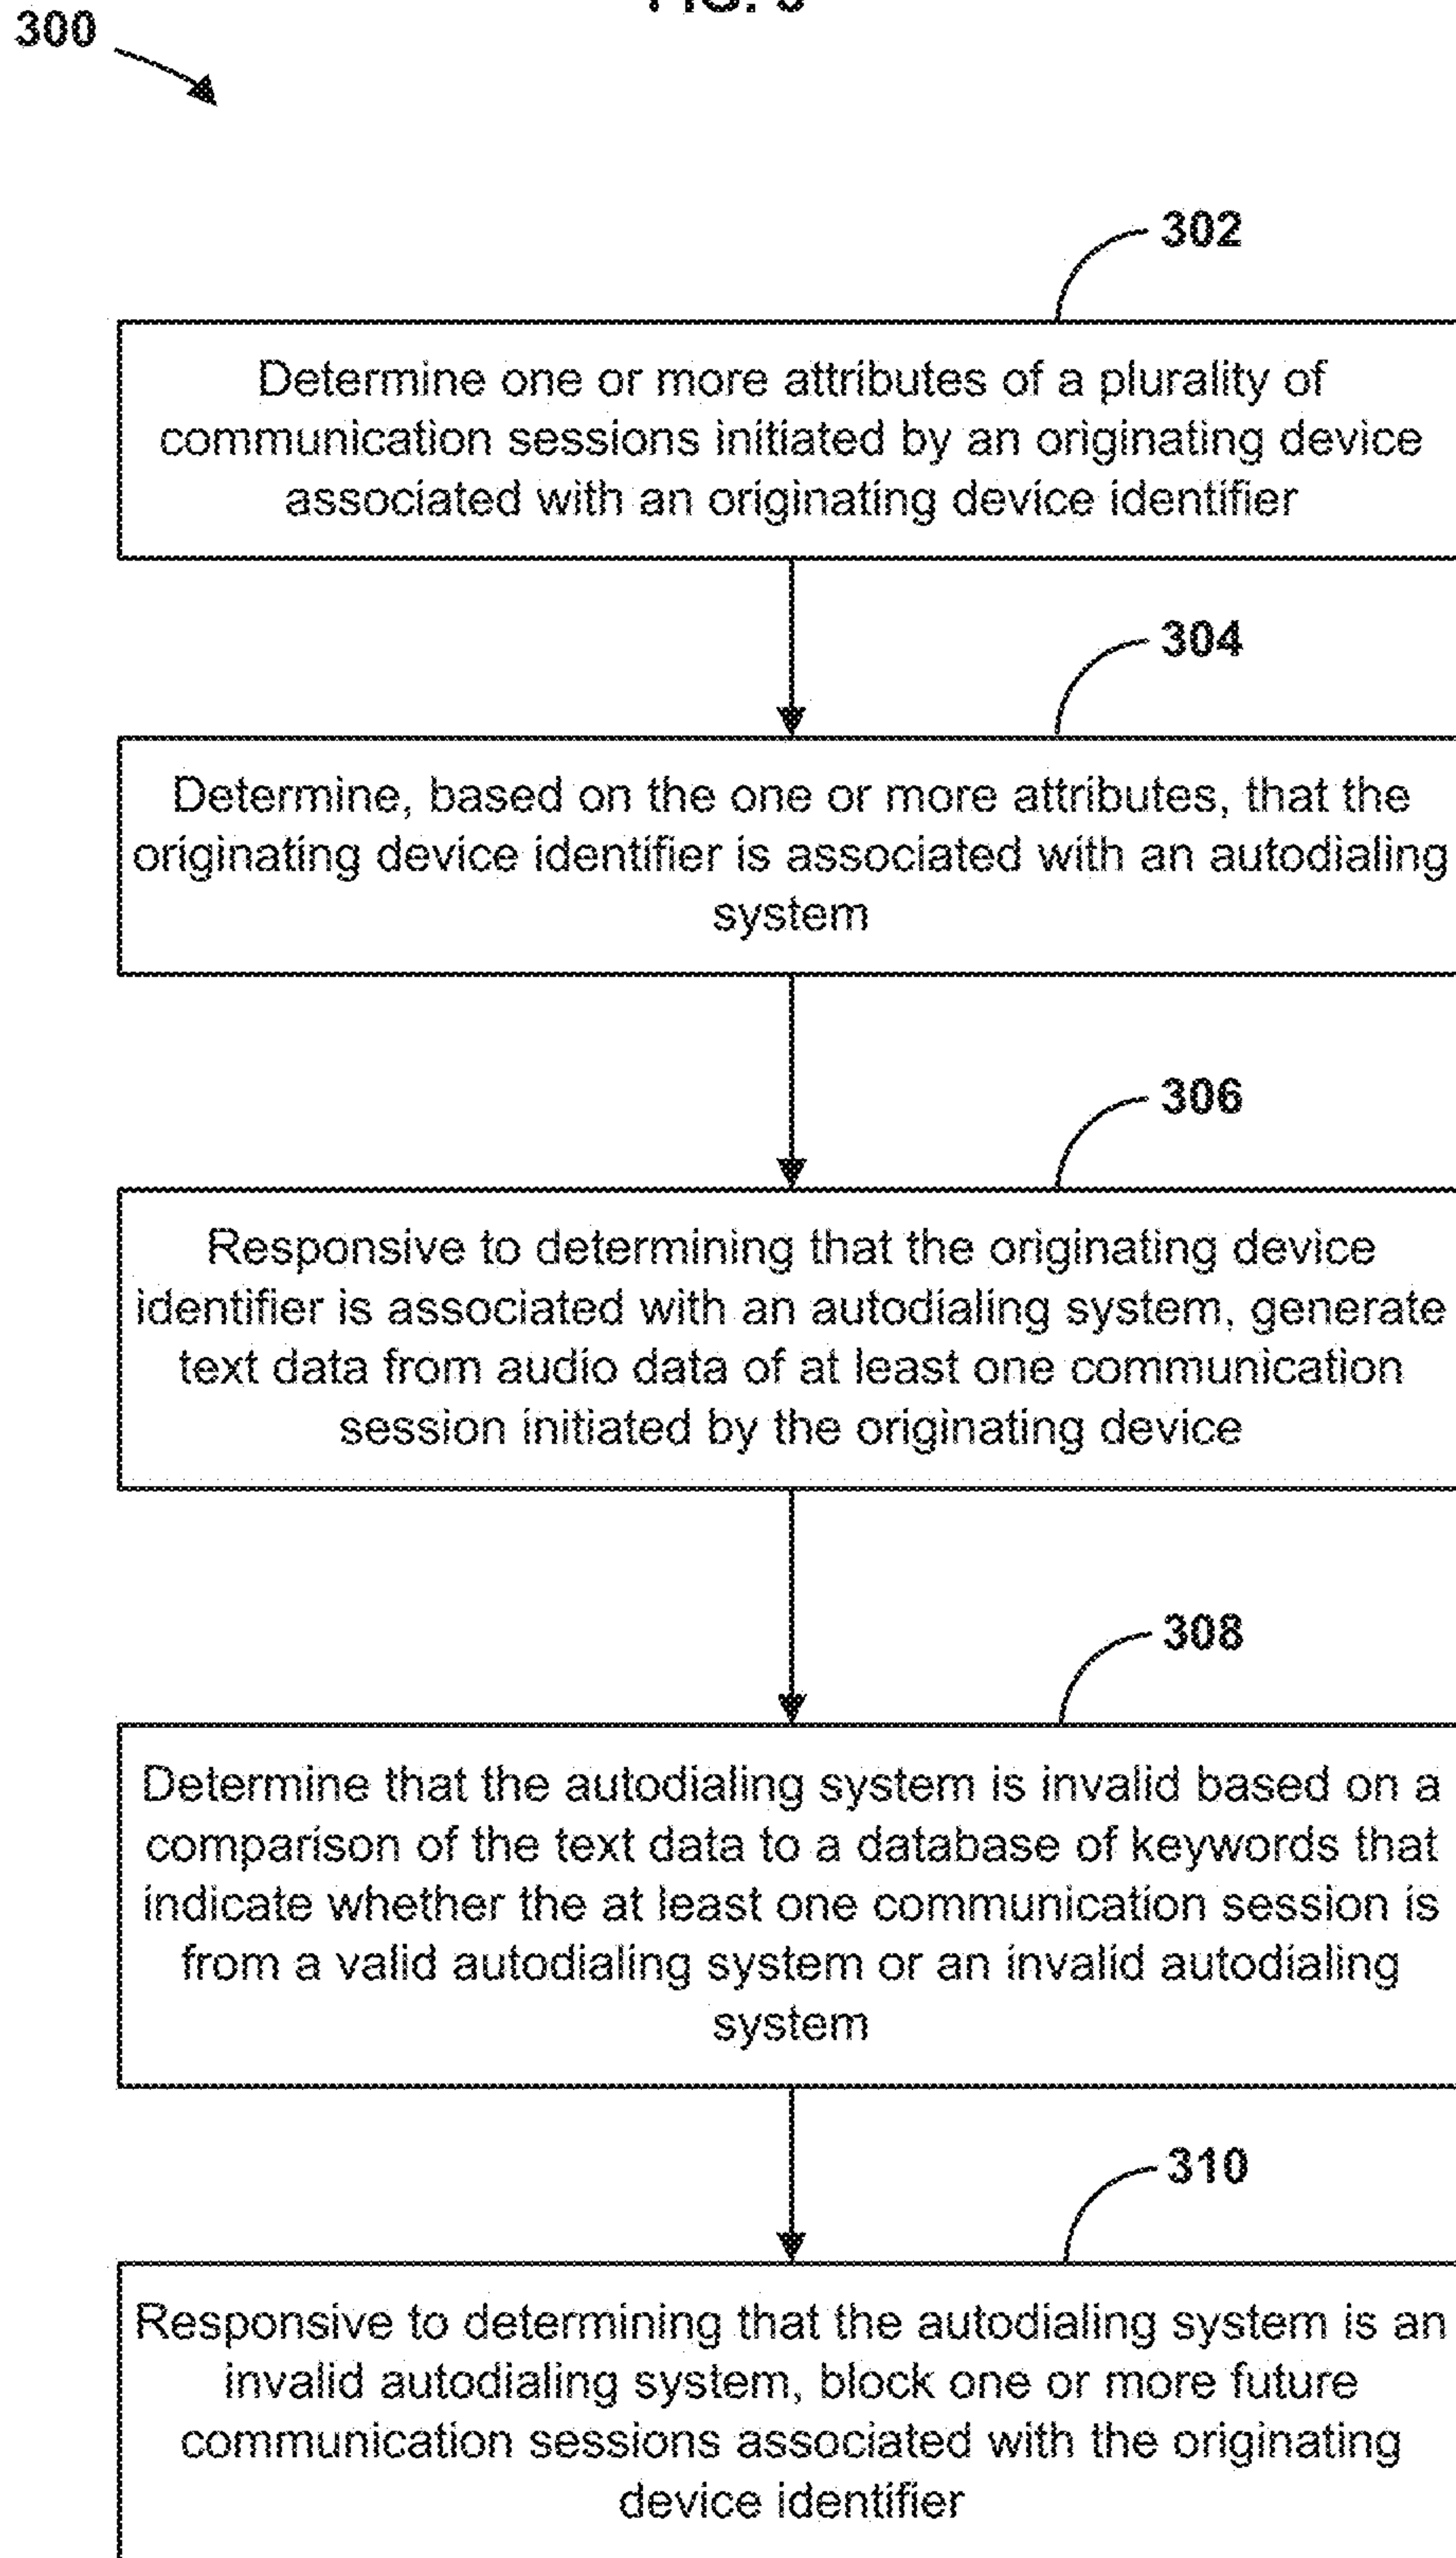 300
302
Determine one or more attributes of a plurality of
communication sessions initiated by an originating device
associated with an originating device identifier
304
Determine, based on the one or more attributes, that the
originating device identifier is associated with an autodialing
system
306
Responsive to determining that the originating device
identifier is associated with an autodialing system, generate
text data from audio data of at least one communication
session initiated by the originating device
308
Determine that the autodialing system is invalid based on a
comparison of the text data to a database of keywords that
indicate whether the at least one communication session is
from a valid autodialing system or an invalid autodialing
system
310
Responsive to determining that the autodialing system is an
invalid autodialing system, block one or more future
communication sessions associated with the originating
device identifier